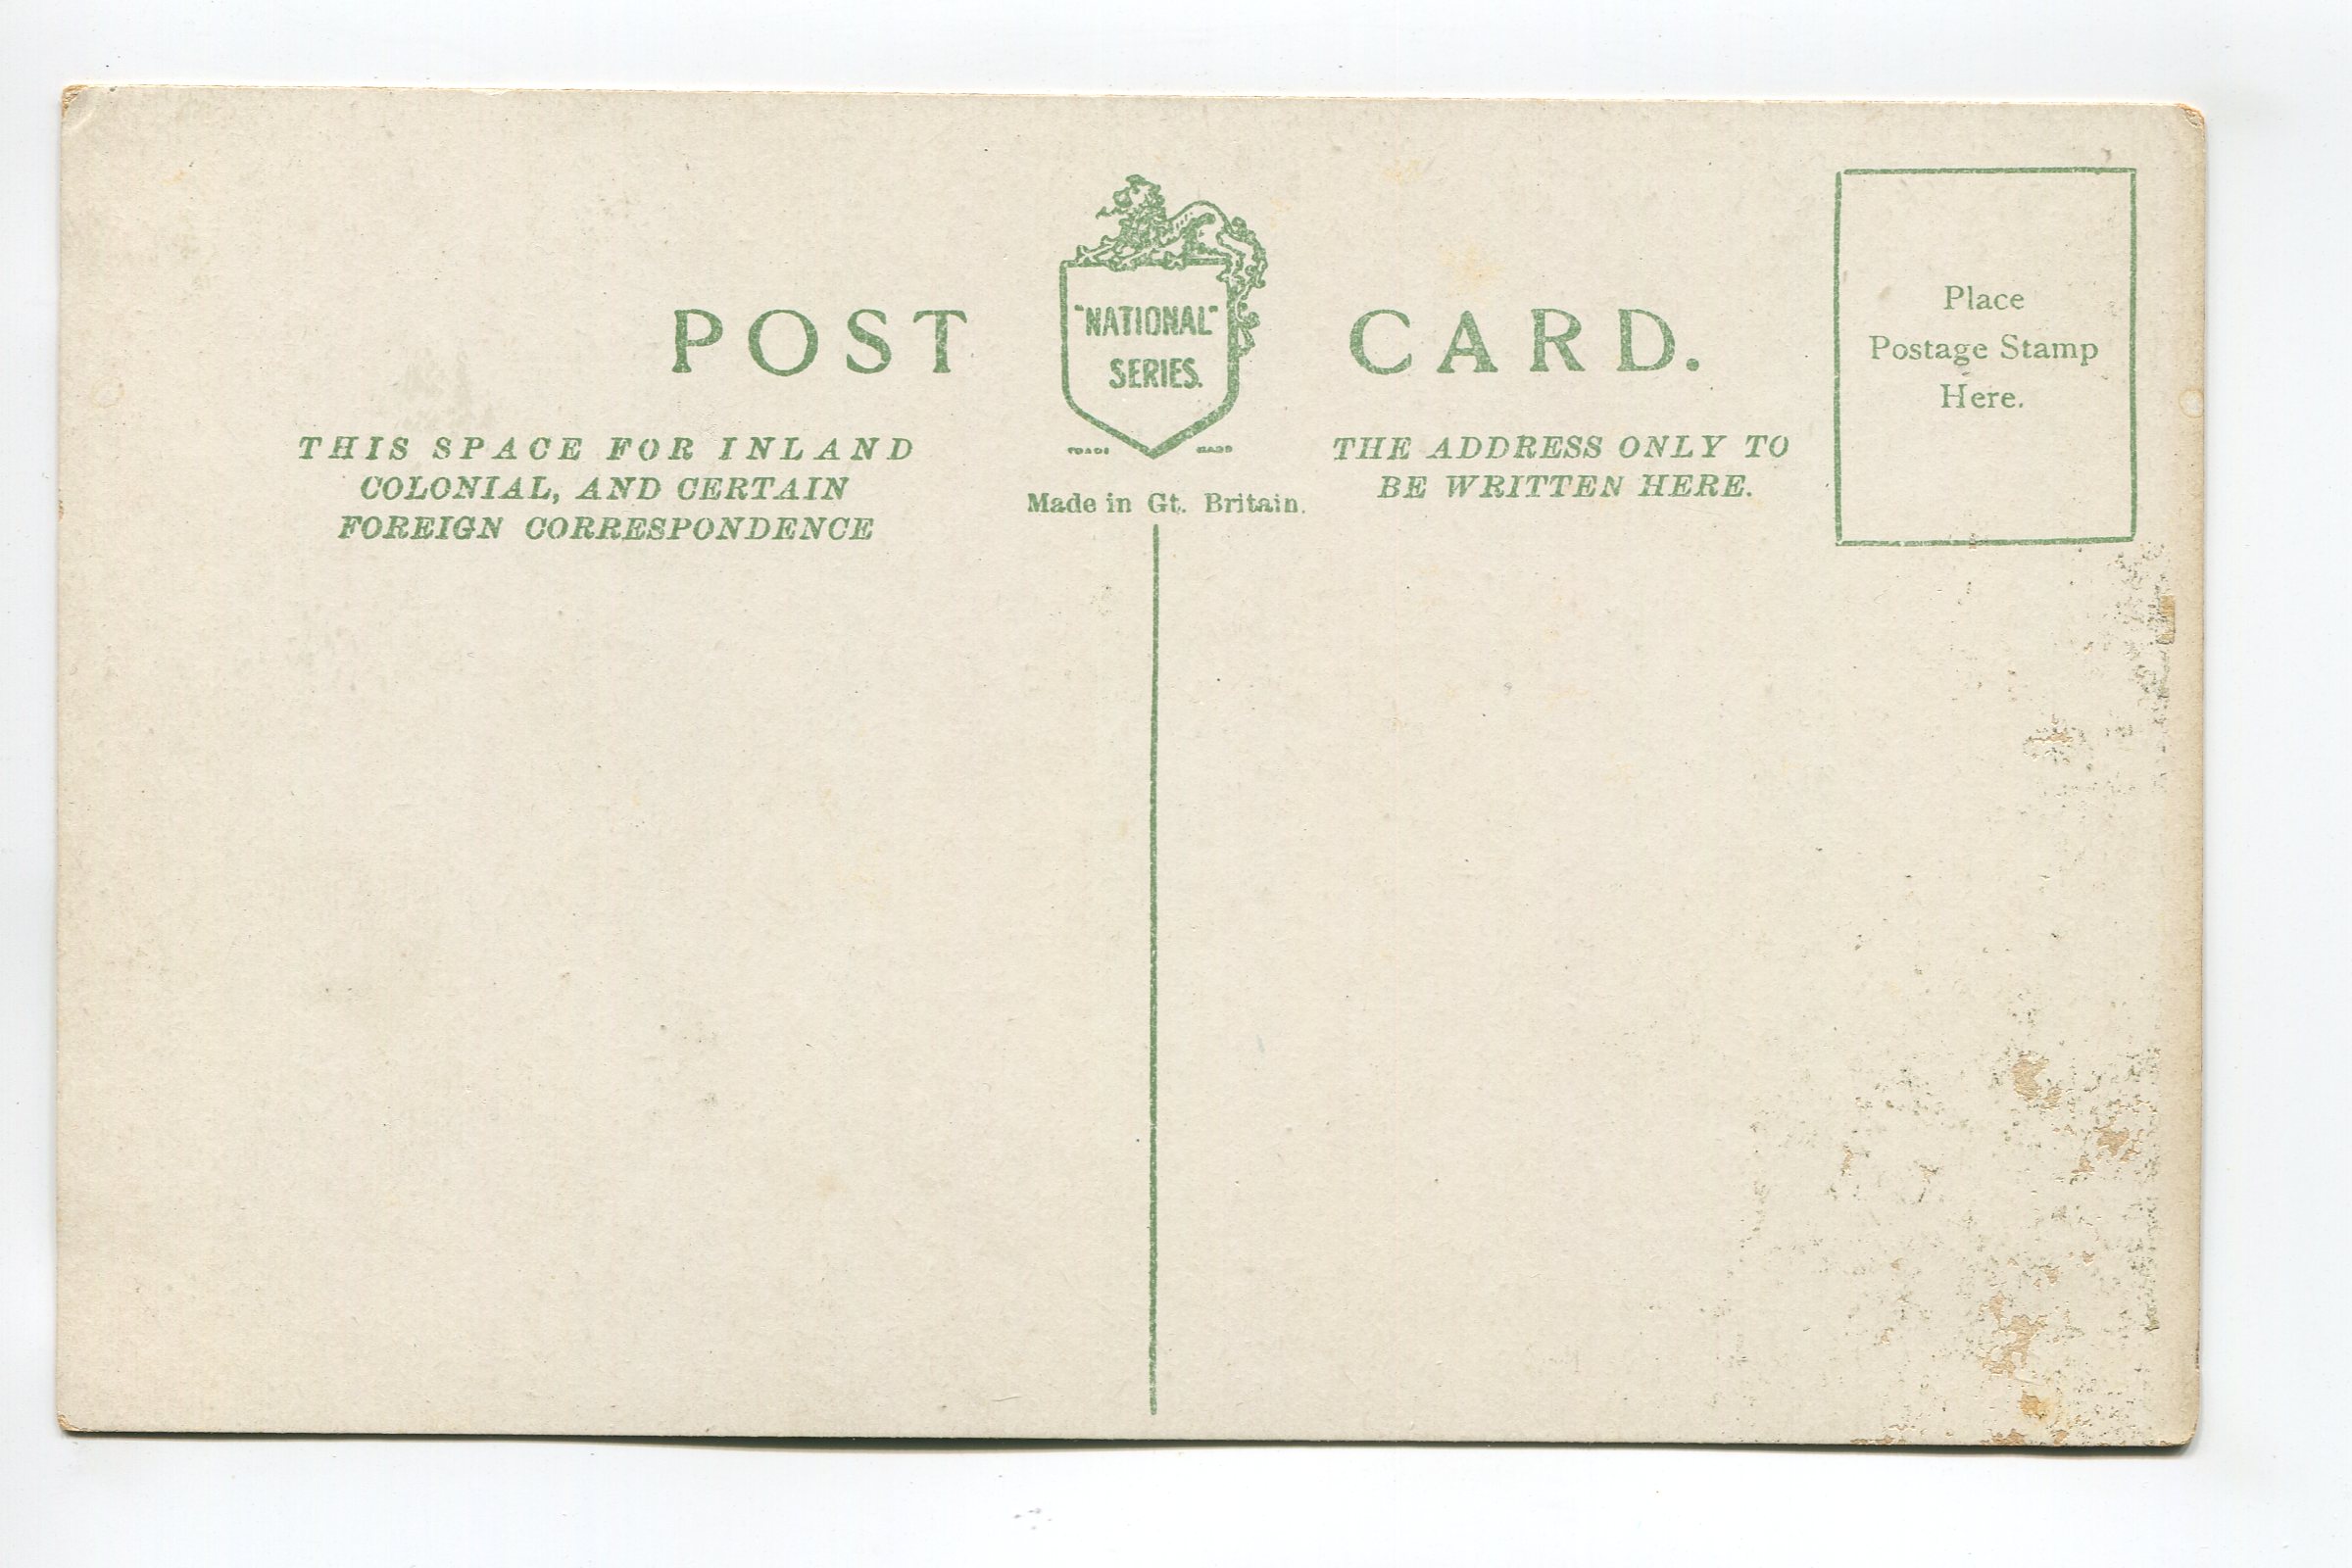 POST CARD.
"NATIONAL"
SERIES.
Place
Postage Stamp
Here.
THIS SPACE FOR INLAND
COLONIAL, AND CERTAIN
FOREIGN CORRESPONDENCE
Made in Gt. Britain.
THE ADDRESS ONLY TO
BE WRITTEN HERE.